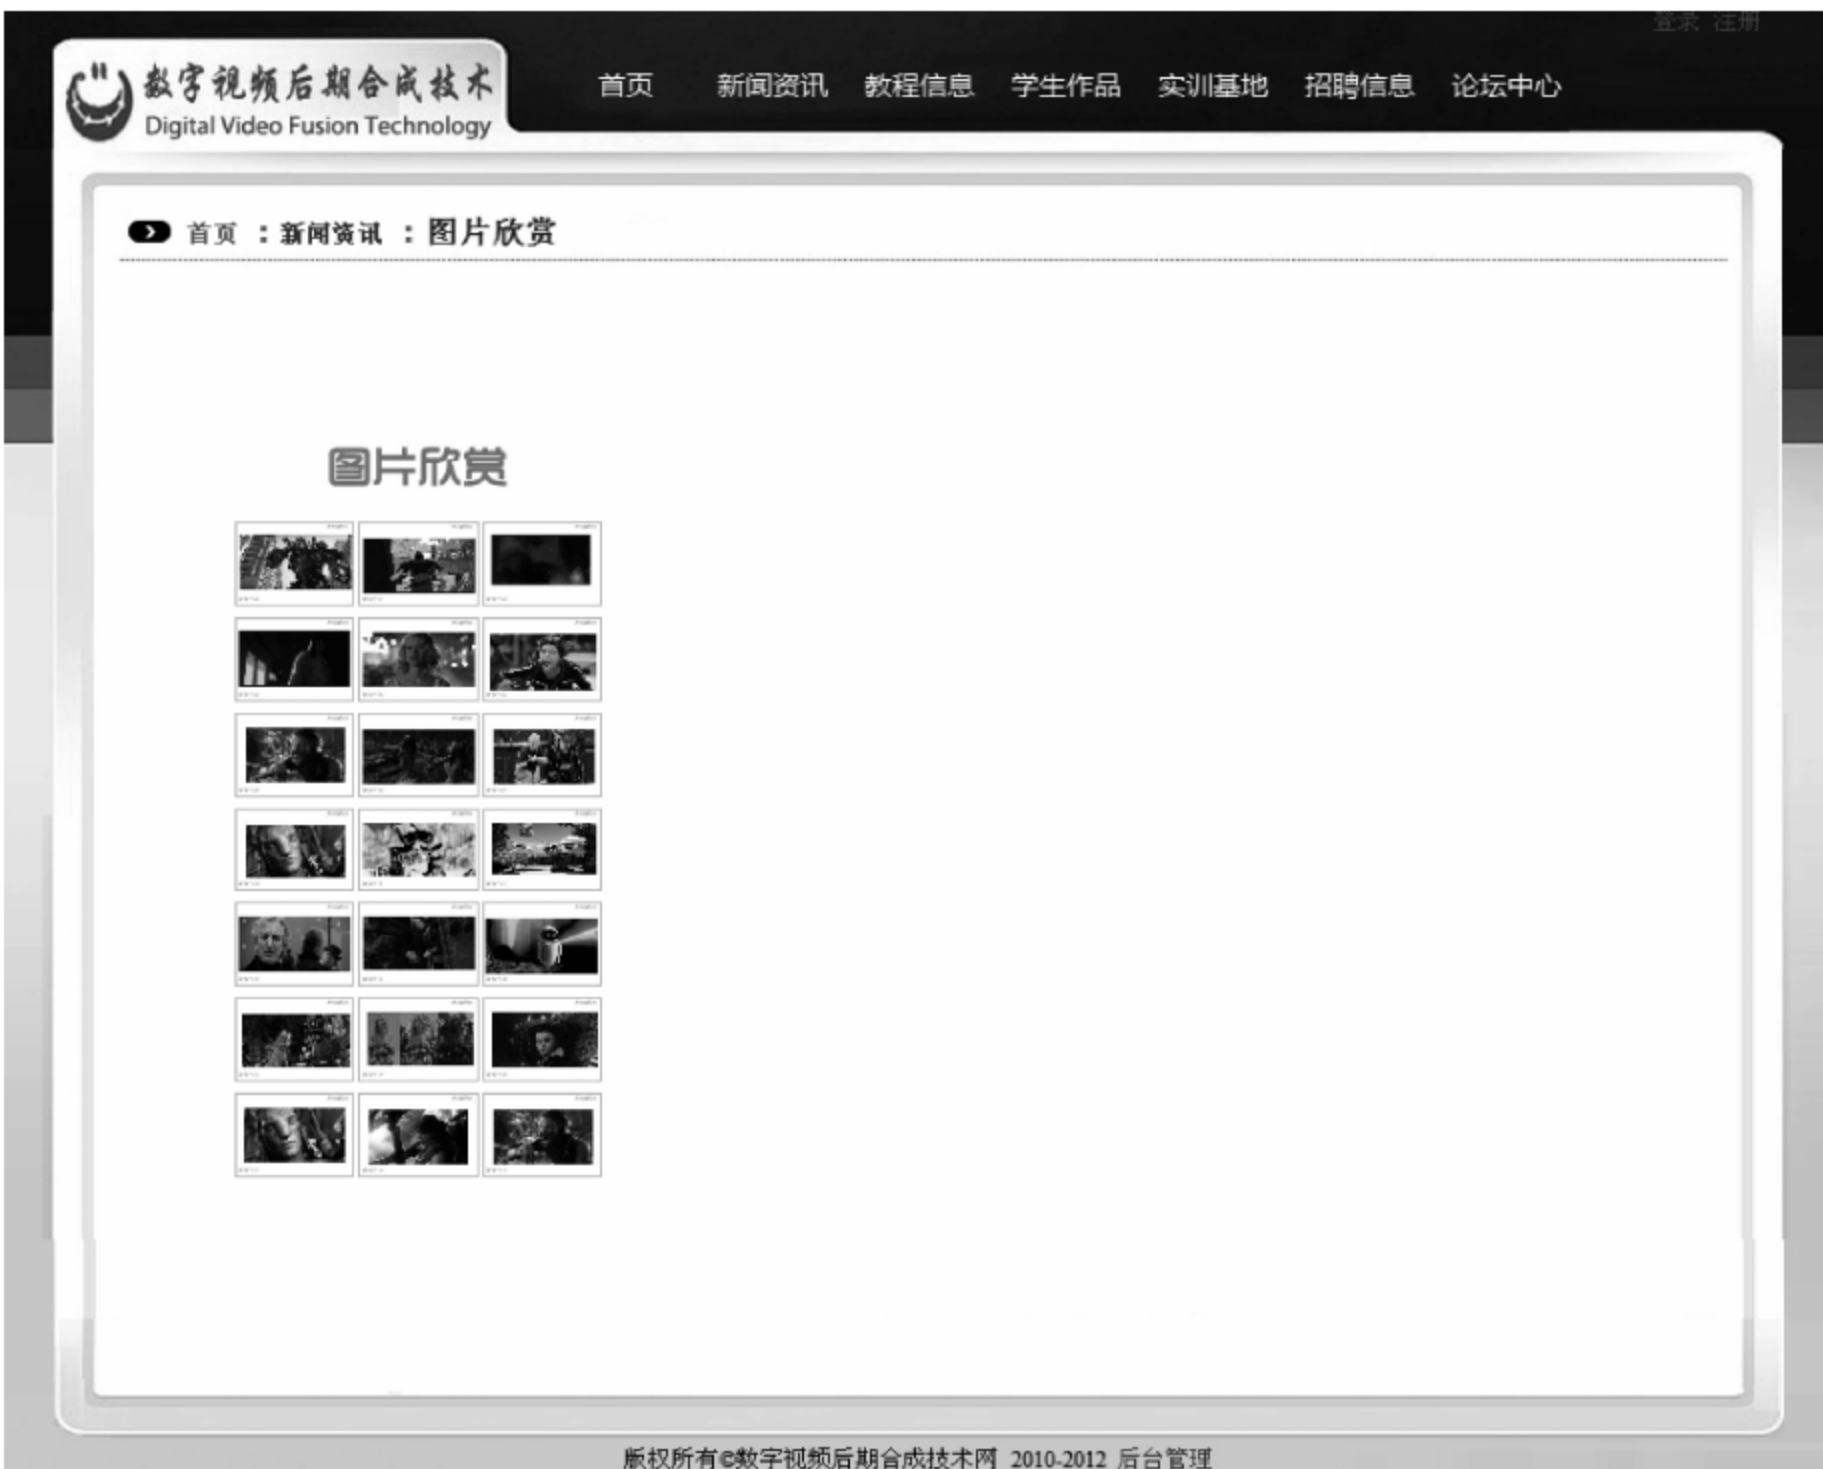 登录 注册
数字视频后期合成技术
Digital Video Fusion Technology
首页 新闻资讯 教程信息 学生作品 实训基地 招聘信息 论坛中心
首页 ：新闻资讯 ：图片欣赏
图片欣赏
版权所有©数字视频后期合成技术网 2010-2012 后台管理